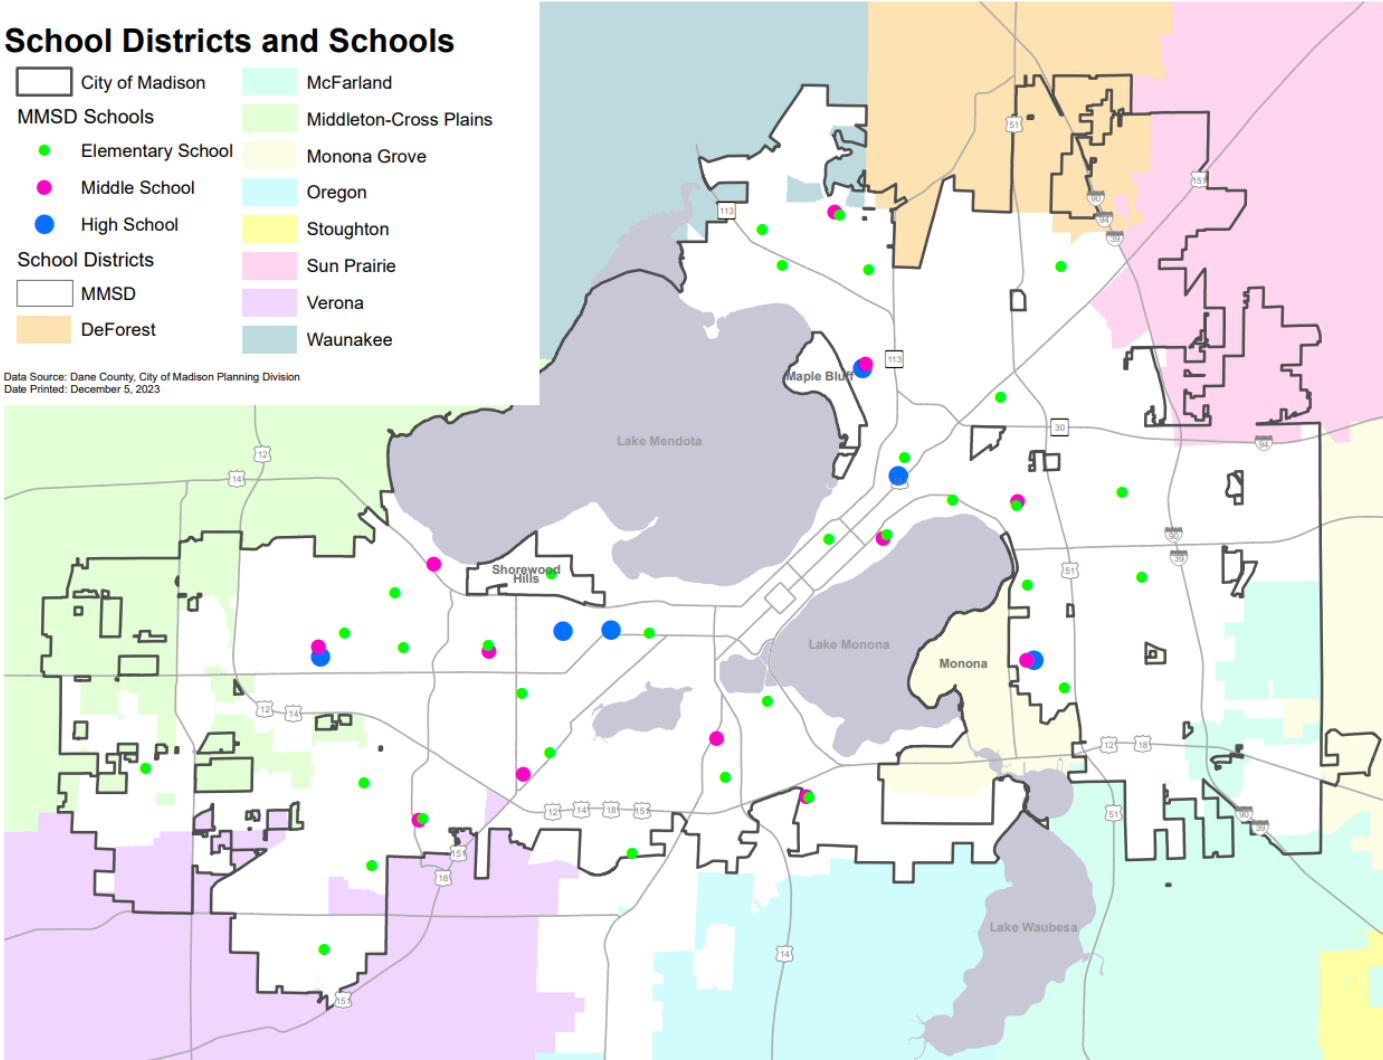 School Districts and Schools
City of Madison
MMSD Schools
Elementary School
Middle School
High School
School Districts
MMSD
DeForest
McFarland
Middleton-Cross Plains
Monona Grove
Oregon
Stoughton
Sun Prairie
Verona
Waunakee
Data Source: Dane County, City of Madison Planning Division
Date Printed: December 5, 2023
51
151
90
94
39
113
113
Maple Bluff
30
94
Lake Mendota
12
14
90
39
51
Shorewood
Hills
Lake Monona
Monona
12
14
12
18
12
14
18
151
151
18
51
90
39
Lake Waubesa
14
151